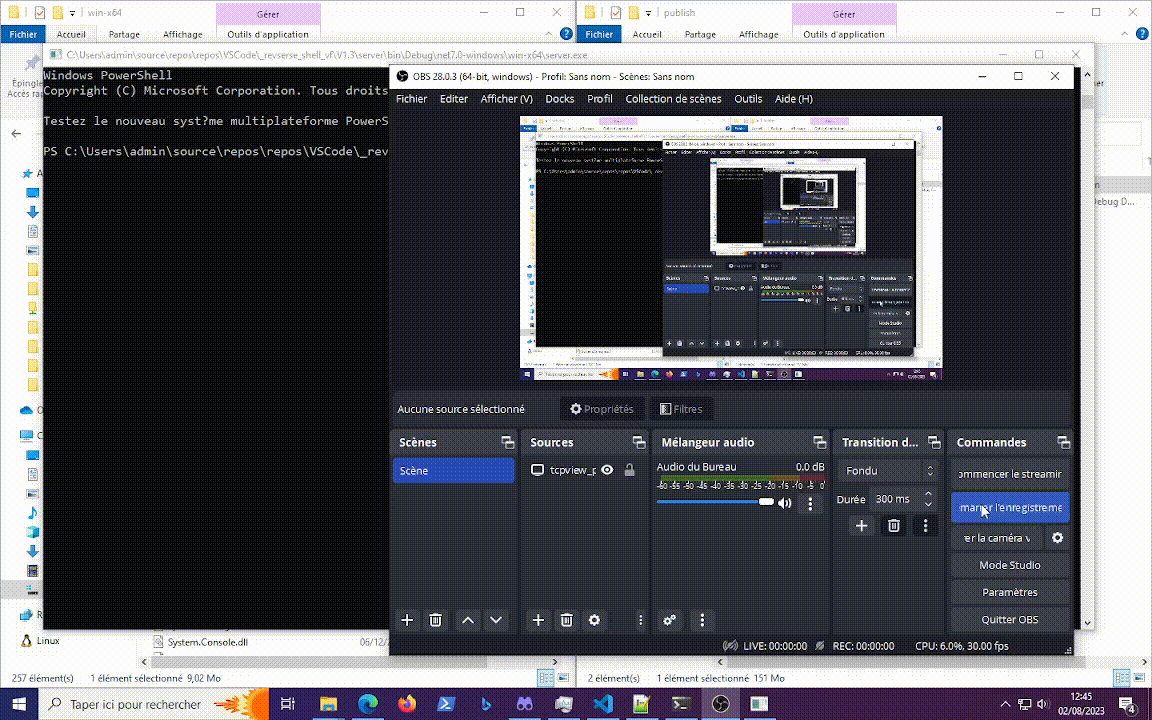 win-x64
Gérer
publish
Gérer
Fichier
Accueil
Partage
Affichage
Outils d'application
Fichier
Accueil
Partage
Affichage
Outils d'application
C:\Users\admin\source\repos\repos\VSCode\_revserse_shell_vf\V1.3\server\bin\Debug\net7.0-windows\win-x64\server.exe
Windows PowerShell
Copyright (C) Microsoft Corporation. Tous droits
Testez le nouveau syst?me multiplateforme PowerS
PS C:\Users\admin\source\repos\repos\VSCode\_rev
Épingle
Accès rap
OBS 28.0.3 (64-bit, windows) - Profil: Sans nom - Scènes: Sans nom
Fichier
Editer
Afficher (V)
Docks
Profil
Collection de scènes
Outils
Aide (H)
Debug D...
Aucune source sélectionné
Propriétés
Filtres
Scènes
Sources
Mélangeur audio
Transition d...
Commandes
Scène
tcpview_p
Audio du Bureau
0.0 dB
-60 -55 -50 -45 -40 -35 -30 -25 -20 -15 -10 -5 0
Fondu
Durée
300 ms
ommencer le streamin
marrer l'enregistreme
er la caméra v
Mode Studio
Paramètres
Quitter OBS
LIVE: 00:00:00
REC: 00:00:00
CPU: 6.0%, 30.00 fps
Linux
System.Console.dll
06/12/
257 élément(s)
1 élément sélectionné 9,02 Mo
2 élément(s)
1 élément sélectionné 151 Mo
Taper ici pour rechercher
12:45
02/08/2023
4